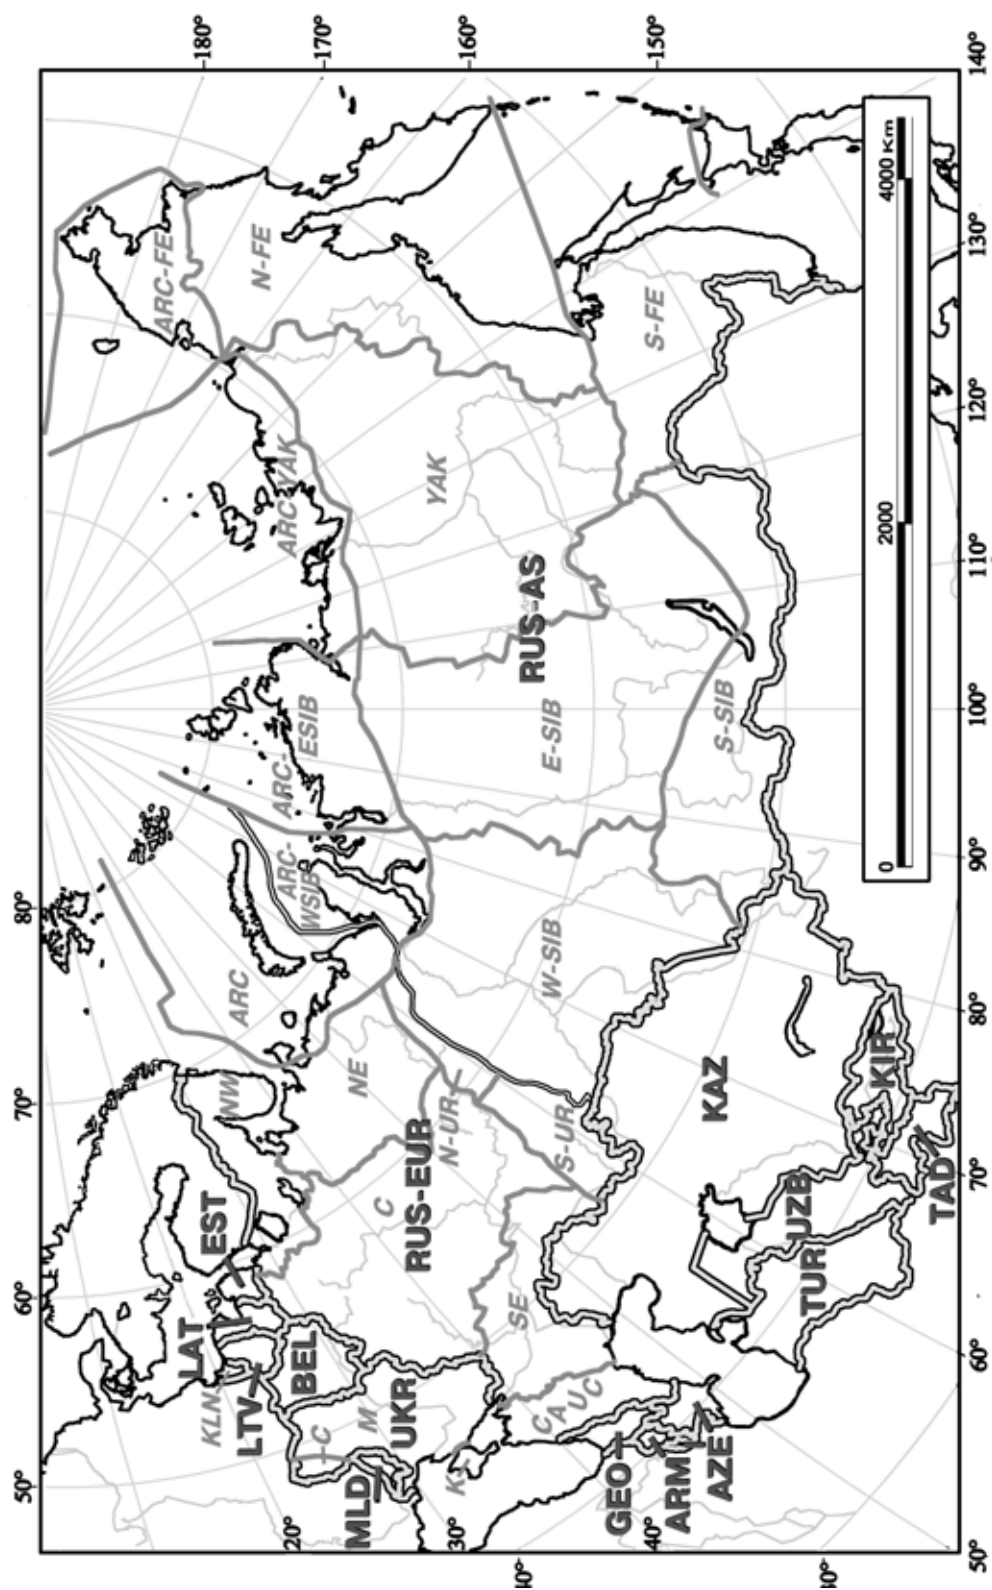 50° 60° 70° 80°
180°
170°
160°
150°
20°
30°
40°
40°
KLN
LAT
EST
NW
ARC
ARC-FE
N-FE
LTV
BEL
-C
M
MLD
UKR
K
NE
ARC-
WSIB
ARC-
ESIB
ARC-YAK
YAK
C
RUS-EUR
N-UR
RUS-AS
SE
S-UR
W-SIB
E-SIB
S-FE
C
A
U
C
GEO
ARM
AZE
KAZ
S-SIB
TUR
UZB
KIR
TAD
0 2000 4000 Km
50° 60° 70° 80° 90° 100° 110° 120° 130° 140°